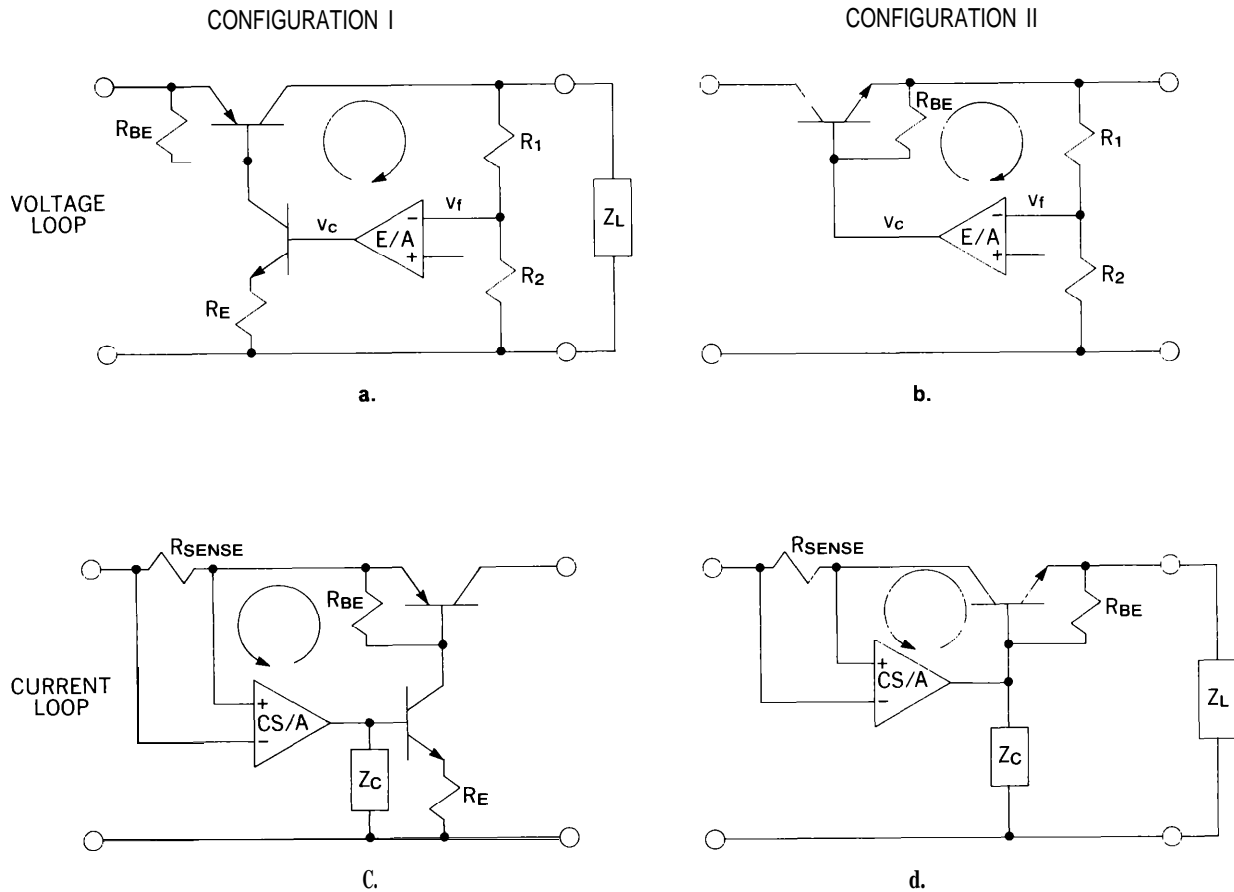 CONFIGURATION I
CONFIGURATION II
VOLTAGE
LOOP
RBE
R1
vf
vc
E/A
-
+
R2
RE
ZL
a.
RBE
R1
vf
vc
E/A
-
+
R2
b.
CURRENT
LOOP
RSENSE
RBE
+
CS/A
-
ZC
RE
C.
RSENSE
RBE
+
CS/A
-
ZC
ZL
d.